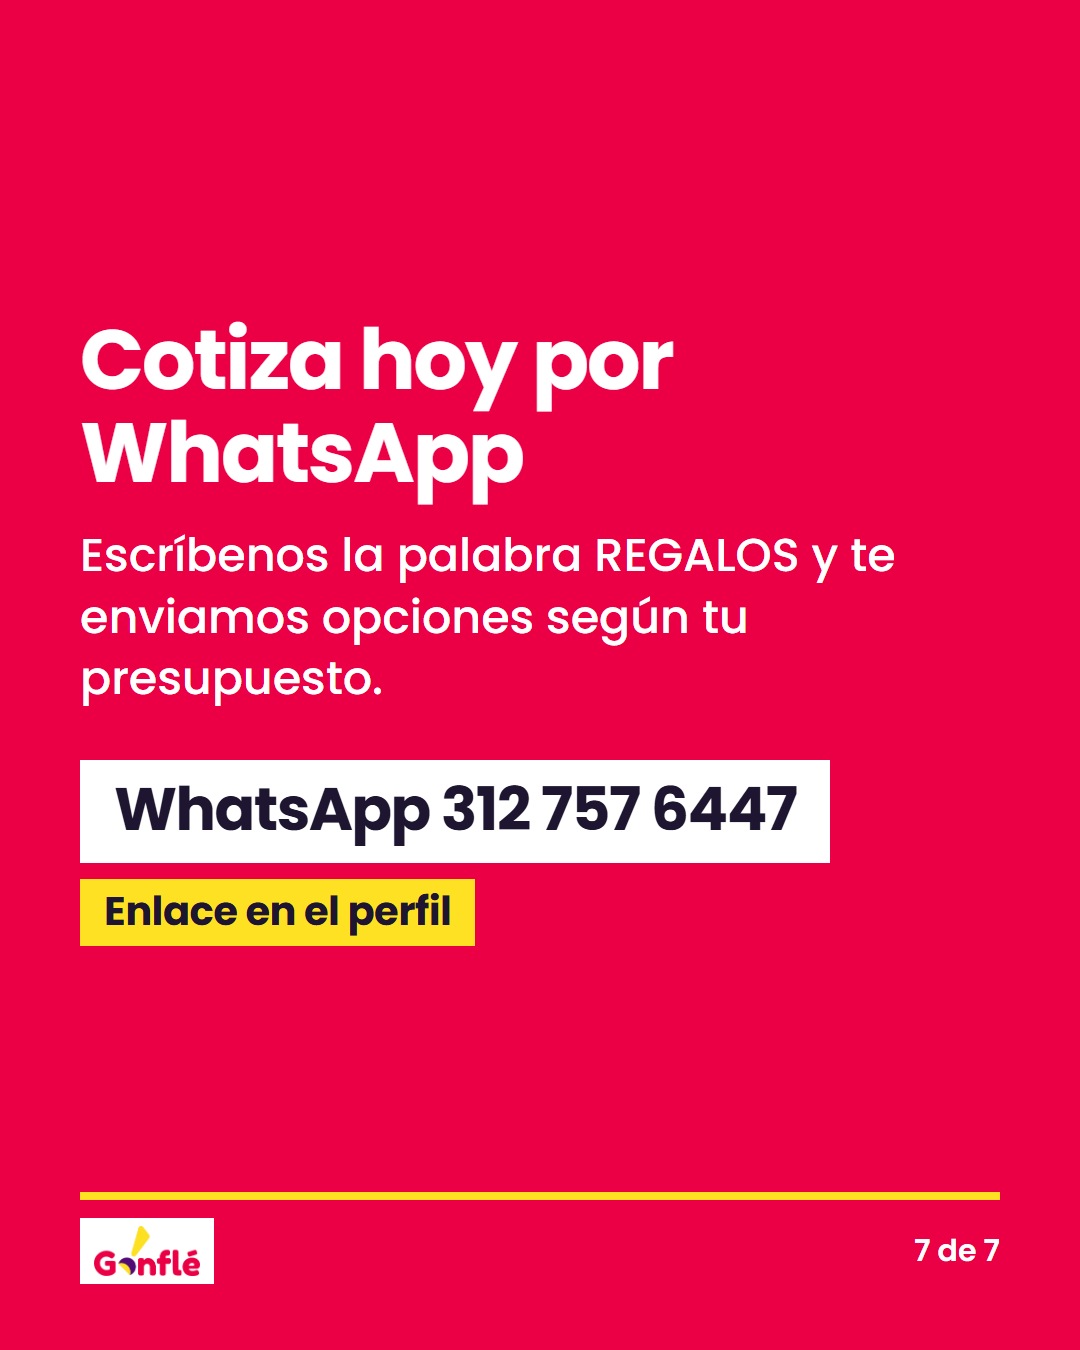 Cotiza hoy por
WhatsApp
Escríbenos la palabra REGALOS y te
enviamos opciones según tu
presupuesto.
WhatsApp 312 757 6447
Enlace en el perfil
Gonflé
7 de 7